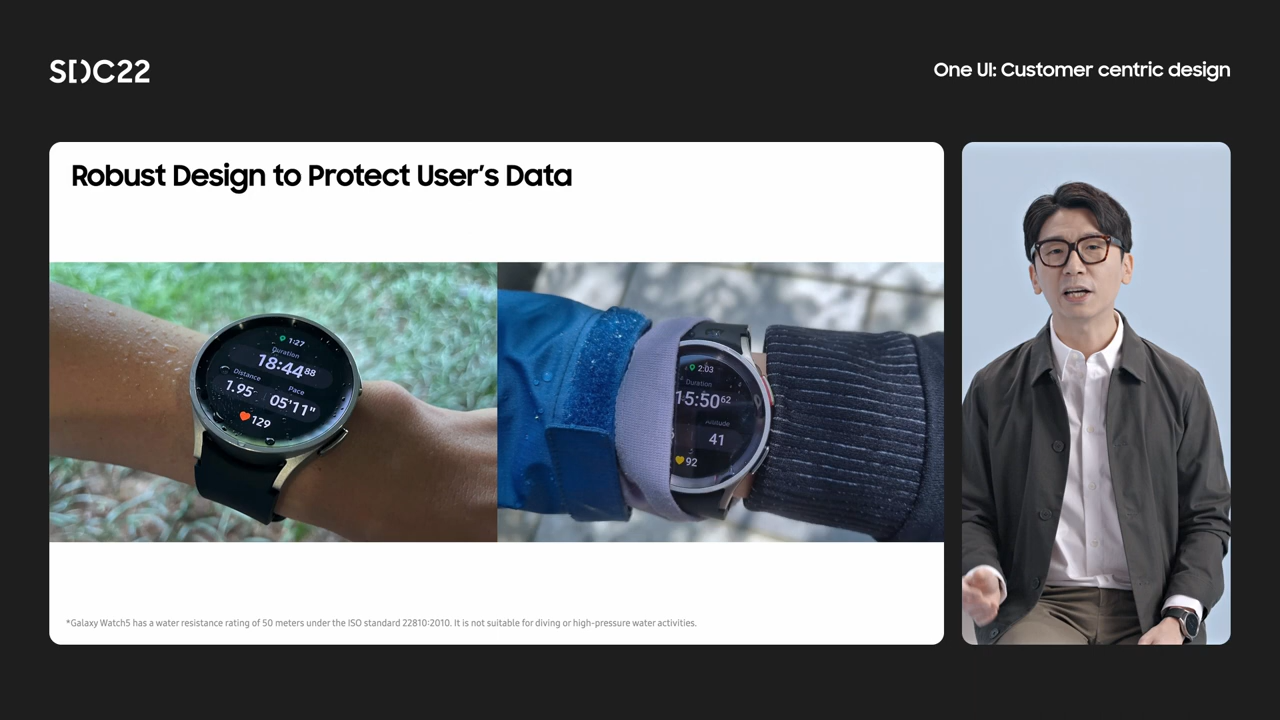 SDC22
One UI: Customer centric design
Robust Design to Protect User's Data
1:27
Duration
18:44 88
Distance
Pace
1.95
05'11"
129
2:03
Duration
15:50 62
41
92
*Galaxy Watch5 has a water resistance rating of 50 meters under the ISO standard 22810:2010. It is not suitable for diving or high-pressure water activities.